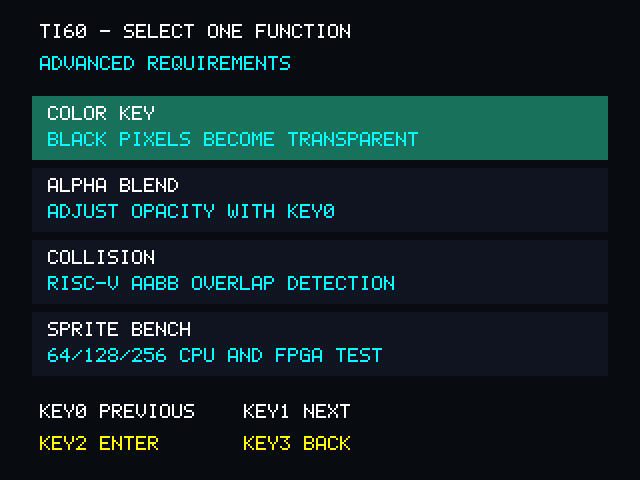 TI60 - SELECT ONE FUNCTION
ADVANCED REQUIREMENTS
COLOR KEY
BLACK PIXELS BECOME TRANSPARENT
ALPHA BLEND
ADJUST OPACITY WITH KEY0
COLLISION
RISC-V AABB OVERLAP DETECTION
SPRITE BENCH
64/128/256 CPU AND FPGA TEST
KEY0 PREVIOUS KEY1 NEXT
KEY2 ENTER KEY3 BACK